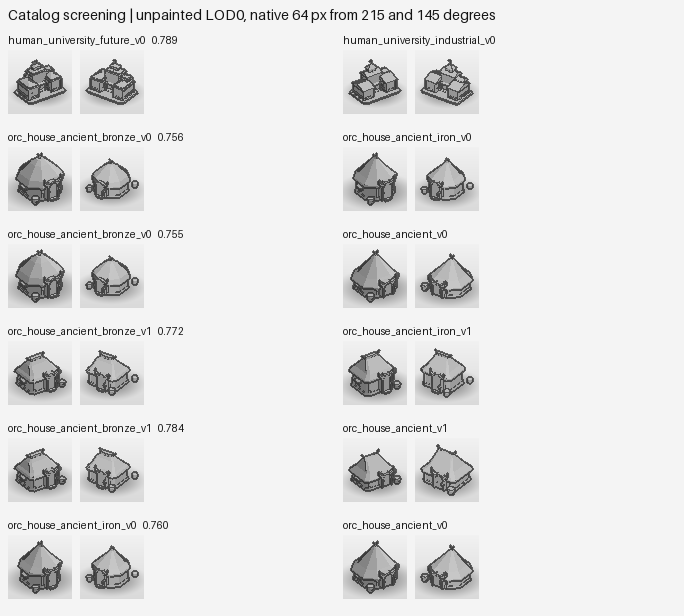 Catalog screening | unpainted LOD0, native 64 px from 215 and 145 degrees
human_university_future_v0 0.789 human_university_industrial_v0
orc_house_ancient_bronze_v0 0.756 orc_house_ancient_iron_v0
orc_house_ancient_bronze_v0 0.755 orc_house_ancient_v0
orc_house_ancient_bronze_v1 0.772 orc_house_ancient_iron_v1
orc_house_ancient_bronze_v1 0.784 orc_house_ancient_v1
orc_house_ancient_iron_v0 0.760 orc_house_ancient_v0